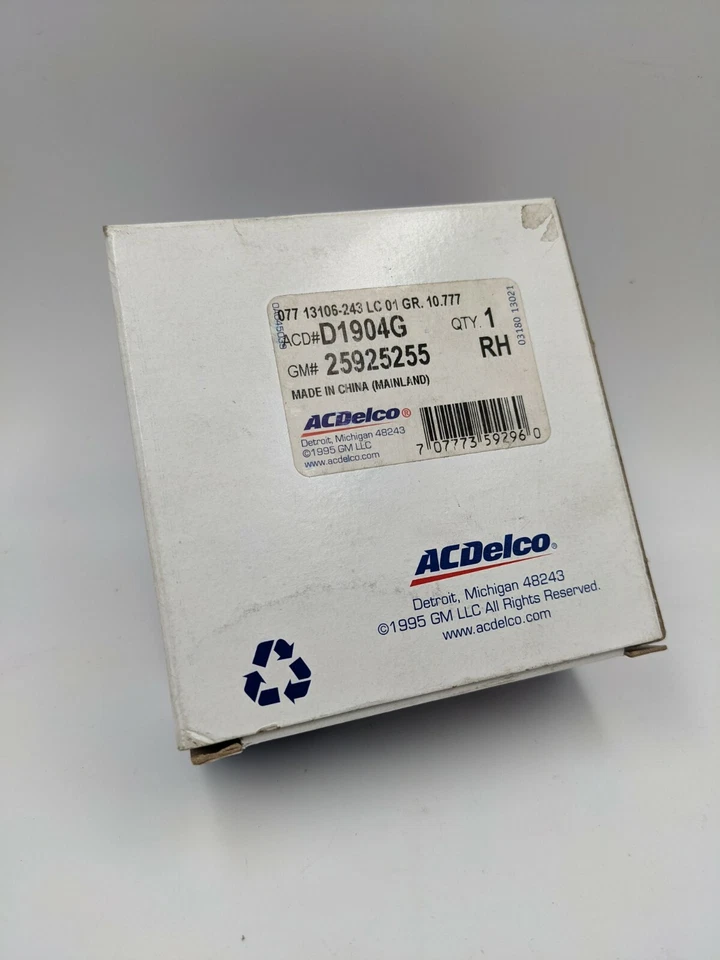 077 13106-243 LC 01 GR. 10.777
ACD#D1904G QTY. 1
GM# 25925255 RH
MADE IN CHINA (MAINLAND)
03180 13021
ACDelco®
Detroit, Michigan 48243
©1995 GM LLC
www.acdelco.com
7 07773 59296 0
ACDelco®
Detroit, Michigan 48243
©1995 GM LLC All Rights Reserved.
www.acdelco.com